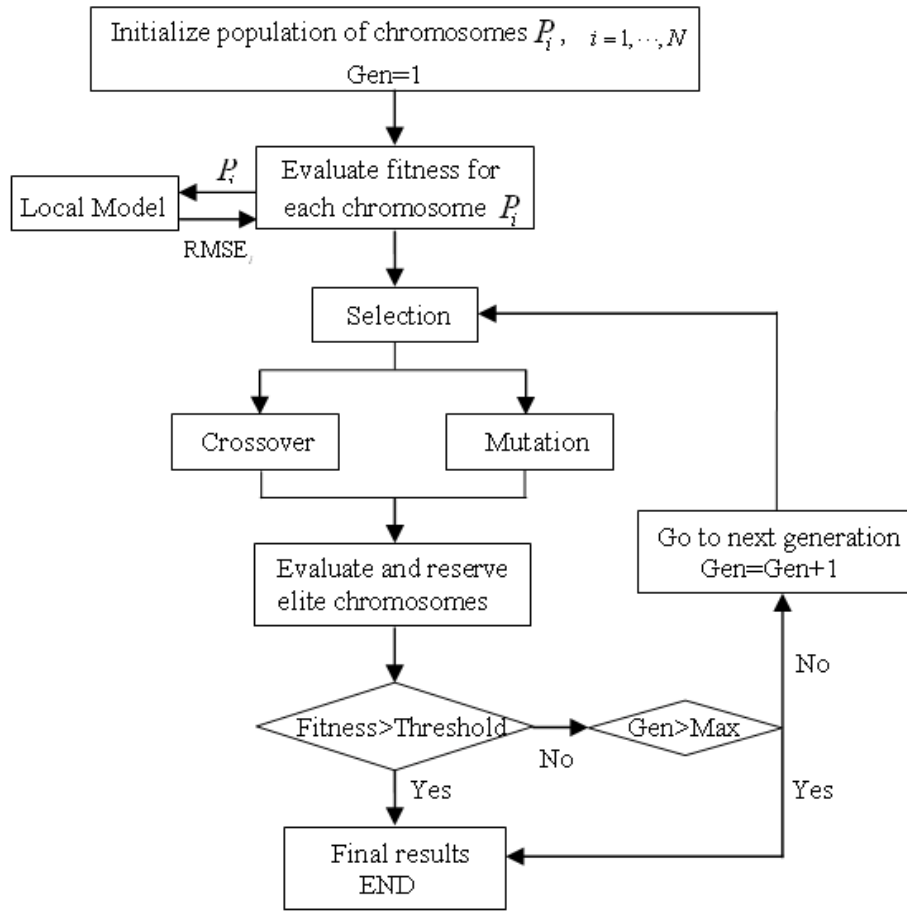 Initialize population of chromosomes P_i, i = 1, ⋯, N
Gen=1
P_i
Evaluate fitness for
each chromosome P_i
Local Model
RMSE_i
Selection
Crossover
Mutation
Go to next generation
Gen=Gen+1
Evaluate and reserve
elite chromosomes
No
Fitness>Threshold
Gen>Max
No
Yes
Yes
Final results
END